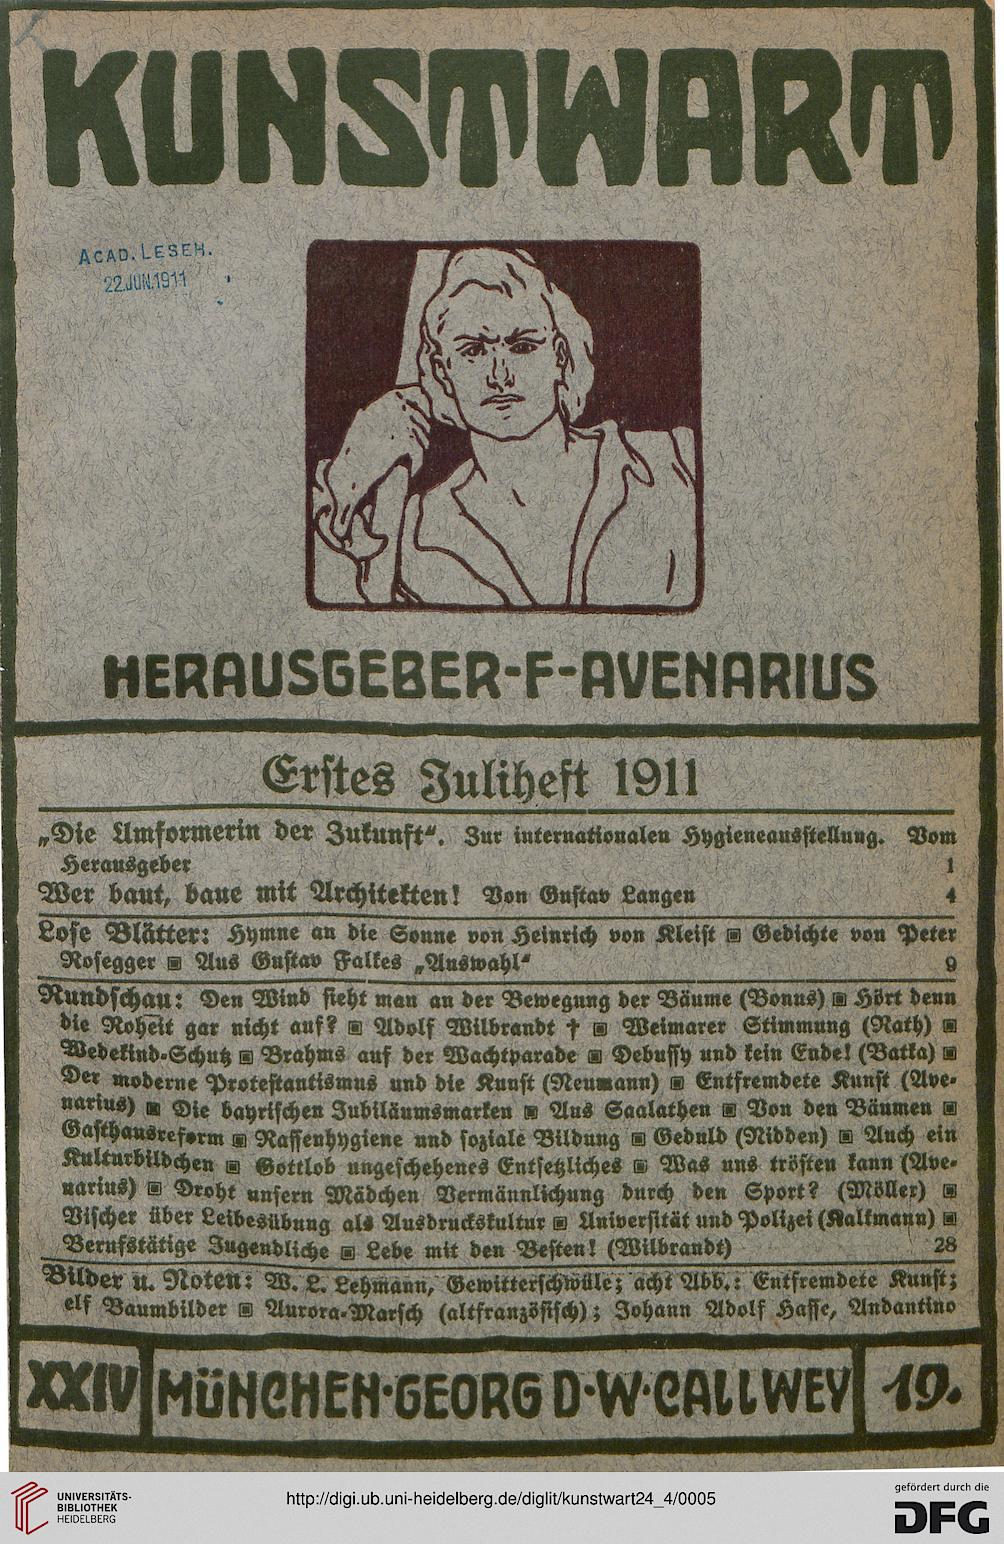 KUNSTWART
ACAD. LESEH.
22.JUN.1911
HERAUSGEBER-F-AVENARIUS
Erstes Juliheft 1911
„Die Umformerin der Zukunft“. Zur internationalen Hygieneausstellung. Vom
Herausgeber 1
Wer baut, baue mit Architekten! Von Gustav Langen 4
Lose Blätter: Hymne an die Sonne von Heinrich von Kleist ▣ Gedichte von Peter
Rosegger ▣ Aus Gustav Falkes „Auswahl“ 9
Rundschau: Den Wind sieht man an der Bewegung der Bäume (Bonus) ▣ Hört denn
die Roheit gar nicht auf? ▣ Adolf Wilbrandt † ▣ Weimarer Stimmung (Rath) ▣
Wedekind-Schutz ▣ Brahms auf der Wachtparade ▣ Debussy und kein Ende! (Batka) ▣
Der moderne Protestantismus und die Kunst (Neumann) ▣ Entfremdete Kunst (Ave-
narius) ▣ Die bayrischen Jubiläumsmarken ▣ Aus Saalathen ▣ Von den Bäumen ▣
Gasthausreform ▣ Rassenhygiene und soziale Bildung ▣ Geduld (Nidden) ▣ Auch ein
Kulturbildchen ▣ Gottlob ungeschehenes Entsetzliches ▣ Was uns trösten kann (Ave-
narius) ▣ Droht unsern Mädchen Vermännlichung durch den Sport? (Möller) ▣
Vischer über Leibesübung als Ausdruckskultur ▣ Universität und Polizei (Kalkmann) ▣
Berufstätige Jugendliche ▣ Lebe mit den Besten! (Wilbrandt) 28
Bilder u. Noten: W. L. Lehmann, Gewitterschwüle; acht Abb.: Entfremdete Kunst;
elf Baumbilder ▣ Aurora-Marsch (altfranzösisch); Johann Adolf Hasse, Andantino
XXIV MÜNCHEN·GEORG D·W·CALLWEY 19.
UNIVERSITÄTS-
BIBLIOTHEK
HEIDELBERG
http://digi.ub.uni-heidelberg.de/diglit/kunstwart24_4/0005
gefördert durch die
DFG